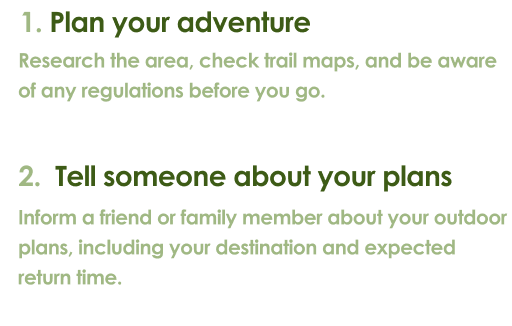 1. Plan your adventure
Research the area, check trail maps, and be aware
of any regulations before you go.
2. Tell someone about your plans
Inform a friend or family member about your outdoor
plans, including your destination and expected
return time.